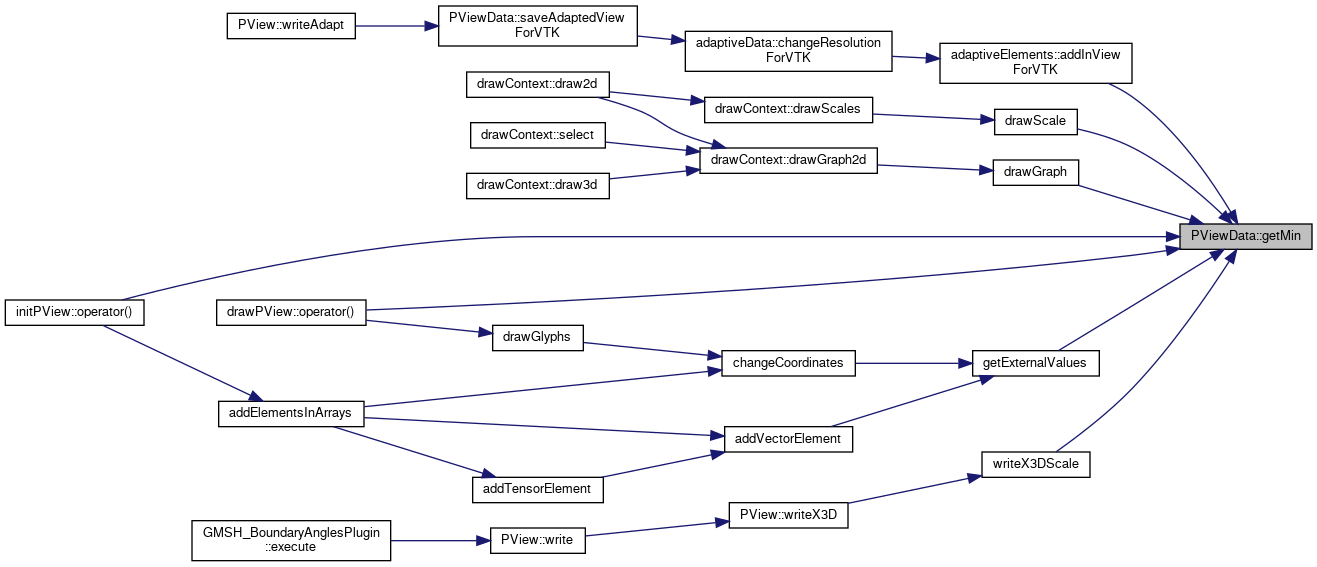 PView::writeAdapt
PViewData::saveAdaptedView
ForVTK
adaptiveData::changeResolution
ForVTK
adaptiveElements::addInView
ForVTK
drawContext::draw2d
drawContext::drawScales
drawScale
drawContext::select
drawContext::drawGraph2d
drawGraph
drawContext::draw3d
PViewData::getMin
initPView::operator()
drawPView::operator()
drawGlyphs
changeCoordinates
getExternalValues
addElementsInArrays
addVectorElement
writeX3DScale
addTensorElement
PView::writeX3D
GMSH_BoundaryAnglesPlugin
::execute
PView::write